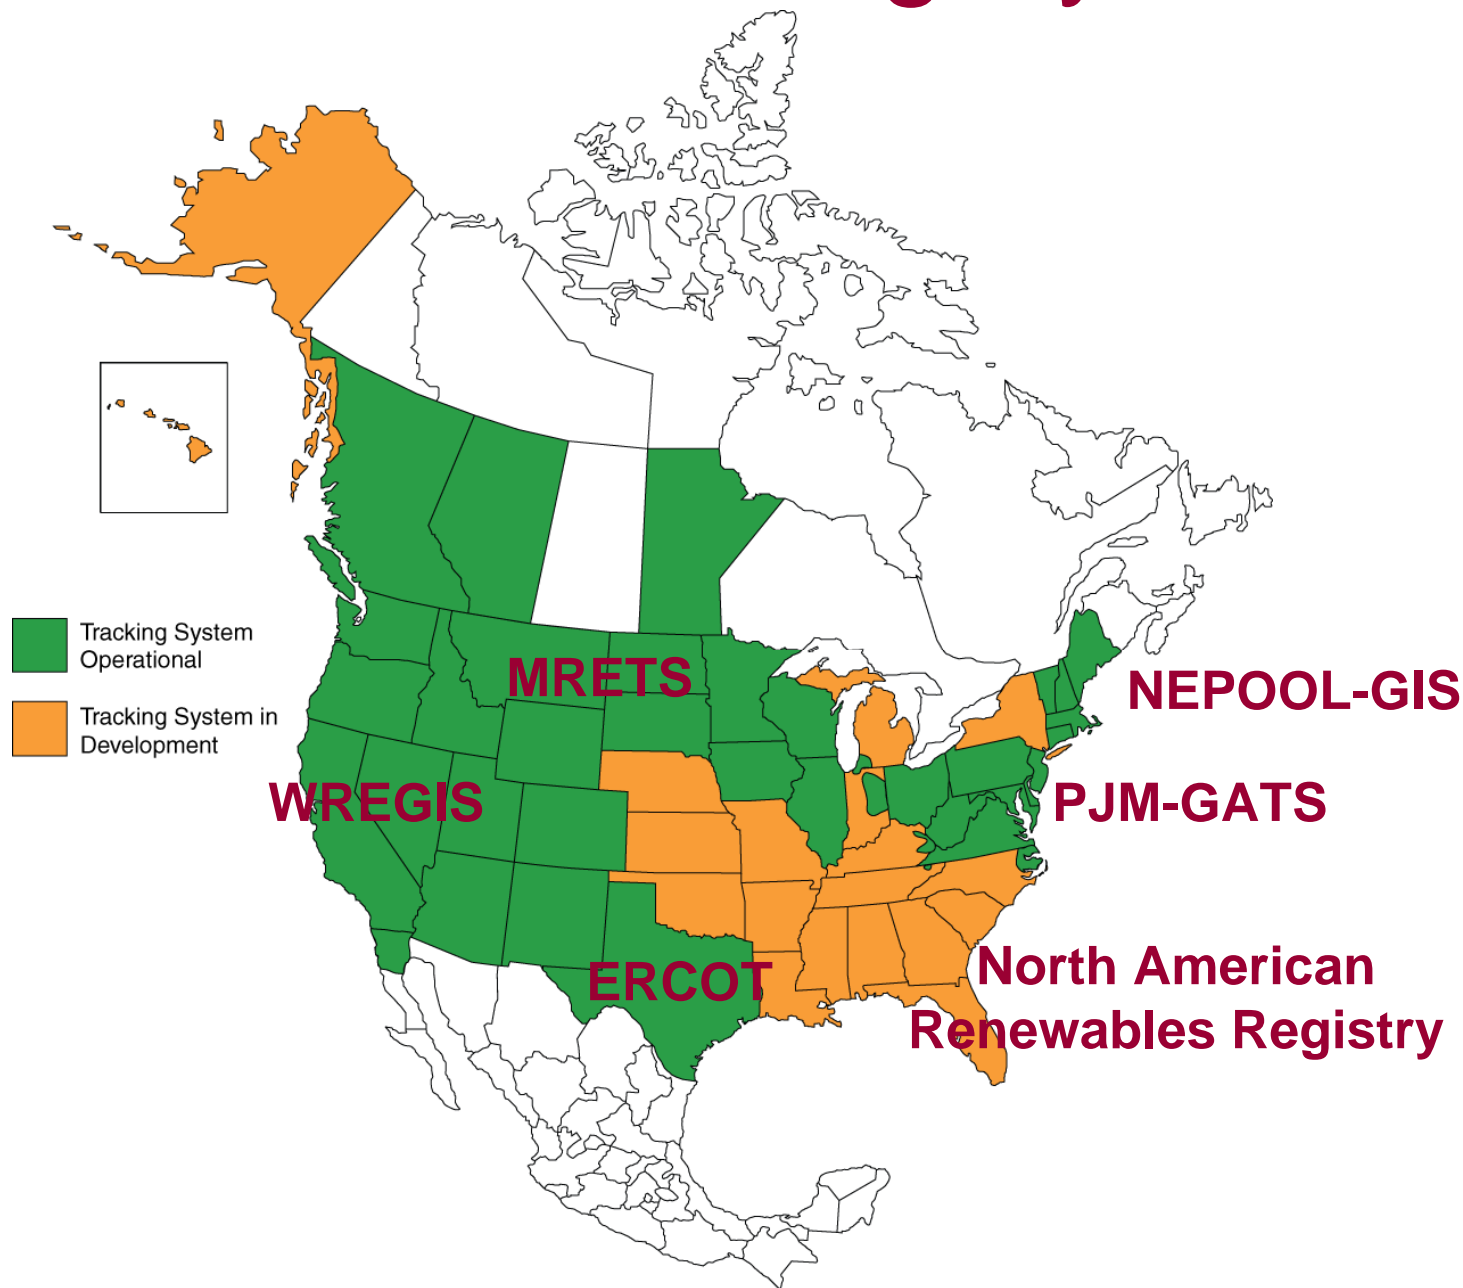 Tracking System
Operational
Tracking System in
Development
MRETS
NEPOOL-GIS
WREGIS
PJM-GATS
ERCOT
North American
Renewables Registry